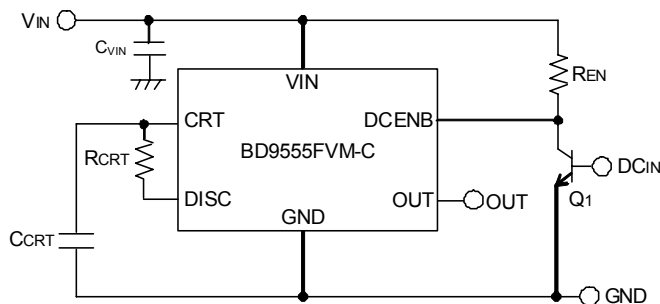 VIN
CVIN
REN
VIN
CRT
DCENB
RCRT
BD9555FVM-C
DCIN
DISC
OUT
OUT
Q1
GND
CCRT
GND